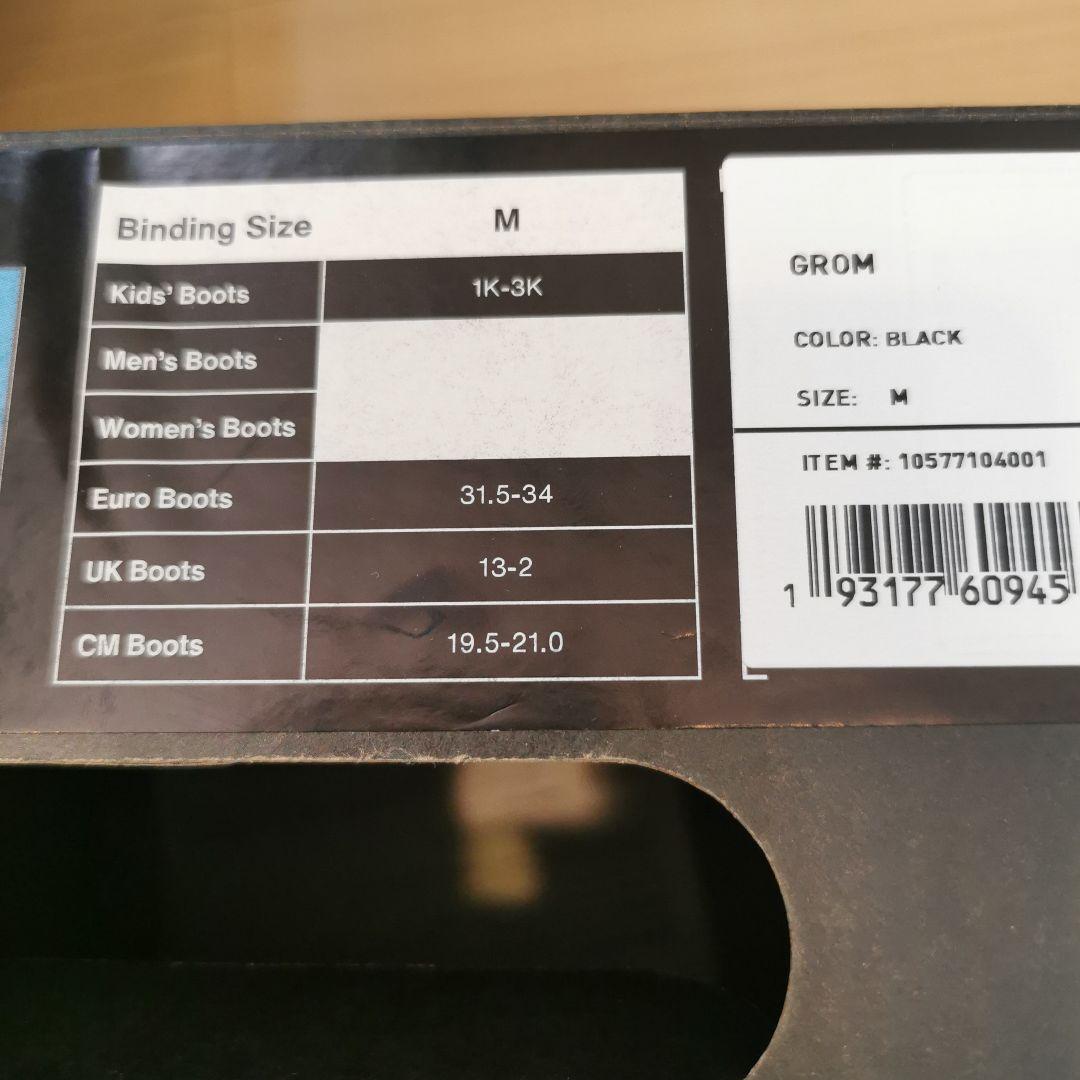 Binding Size M
Kids' Boots 1K-3K
Men's Boots
Women's Boots
Euro Boots 31.5-34
UK Boots 13-2
CM Boots 19.5-21.0
GROM
COLOR: BLACK
SIZE: M
ITEM #: 10577104001
1 93177 60945